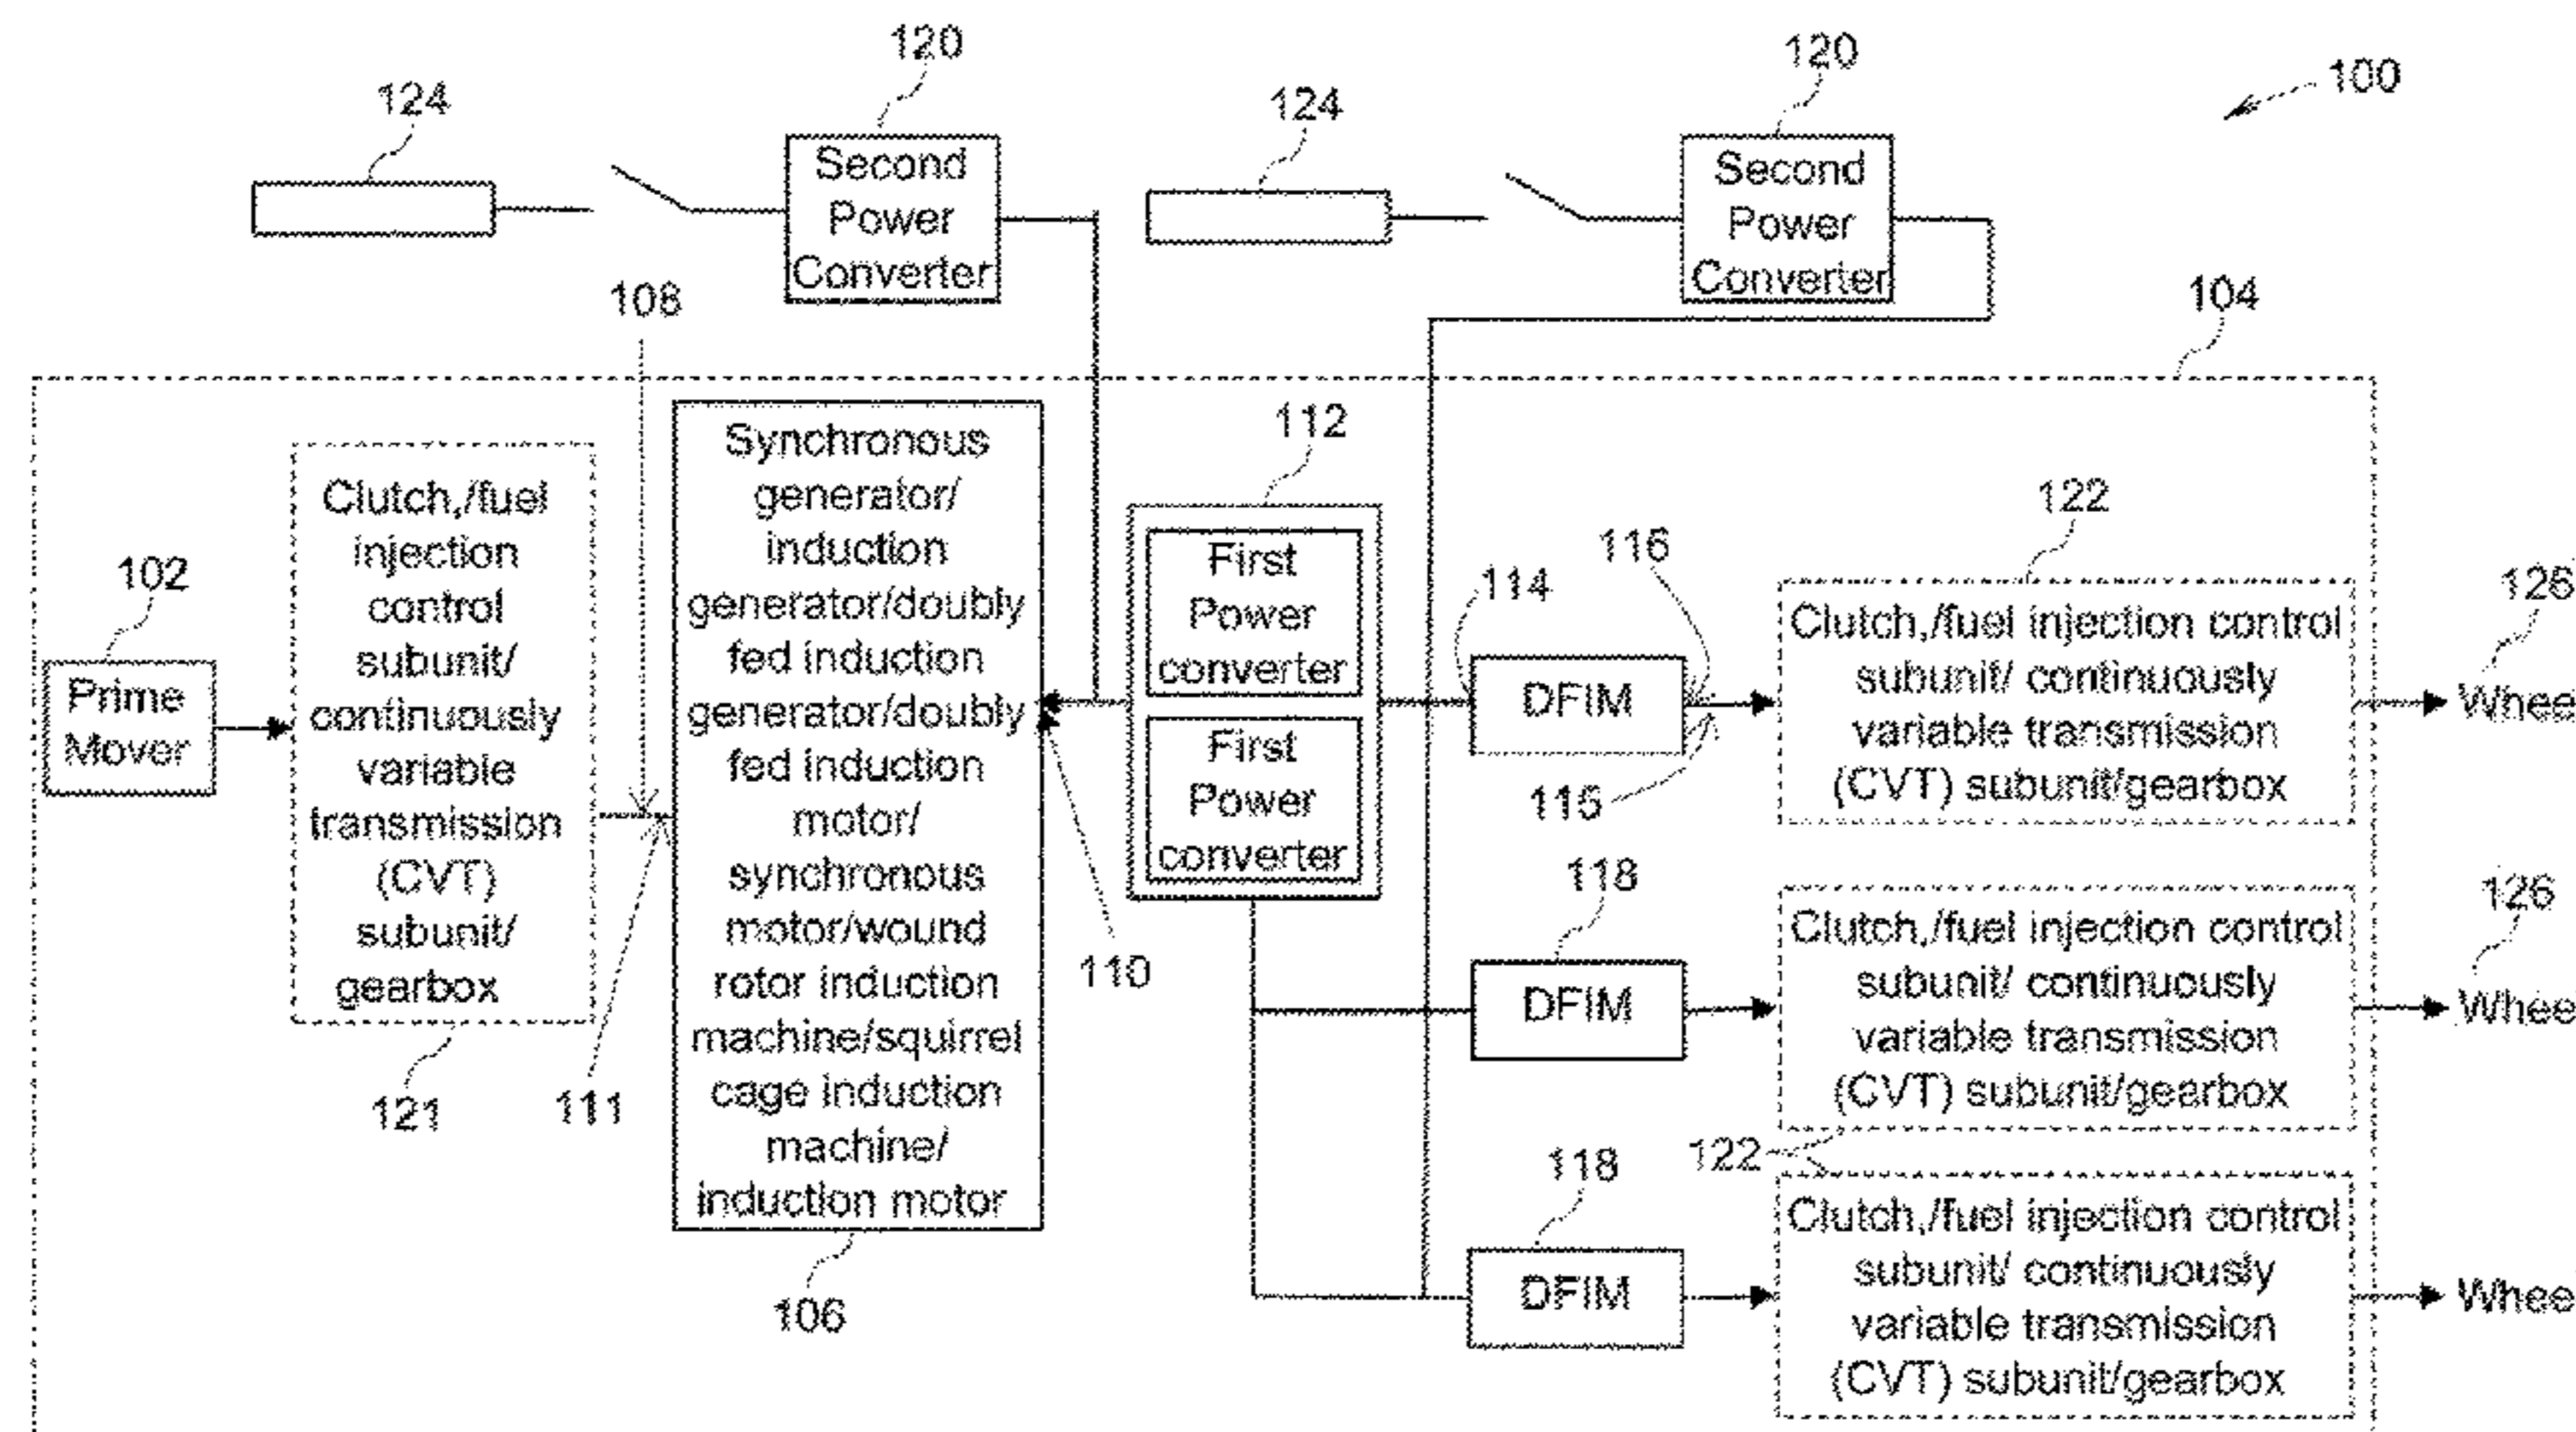 120
120
100
124
124
Second
Power
Converter
Second
Power
Converter
108
104
112
Clutch,/fuel
injection
control
subunit/
continuously
variable
transmission
(CVT)
subunit/
gearbox
Synchronous
generator/
induction
generator/doubly
fed induction
generator/doubly
fed induction
motor/
synchronous
motor/wound
rotor induction
machine/squirrel
cage induction
machine/
induction motor
102
Prime
Mover
First
Power
converter
First
Power
converter
114
116
115
DFIM
122
Clutch,/fuel injection control
subunit/ continuously
variable transmission
(CVT) subunit/gearbox
126
Whee
118
DFIM
Clutch,/fuel injection control
subunit/ continuously
variable transmission
(CVT) subunit/gearbox
126
Whee
110
121
111
122
118
DFIM
Clutch,/fuel injection control
subunit/ continuously
variable transmission
(CVT) subunit/gearbox
Whee
106